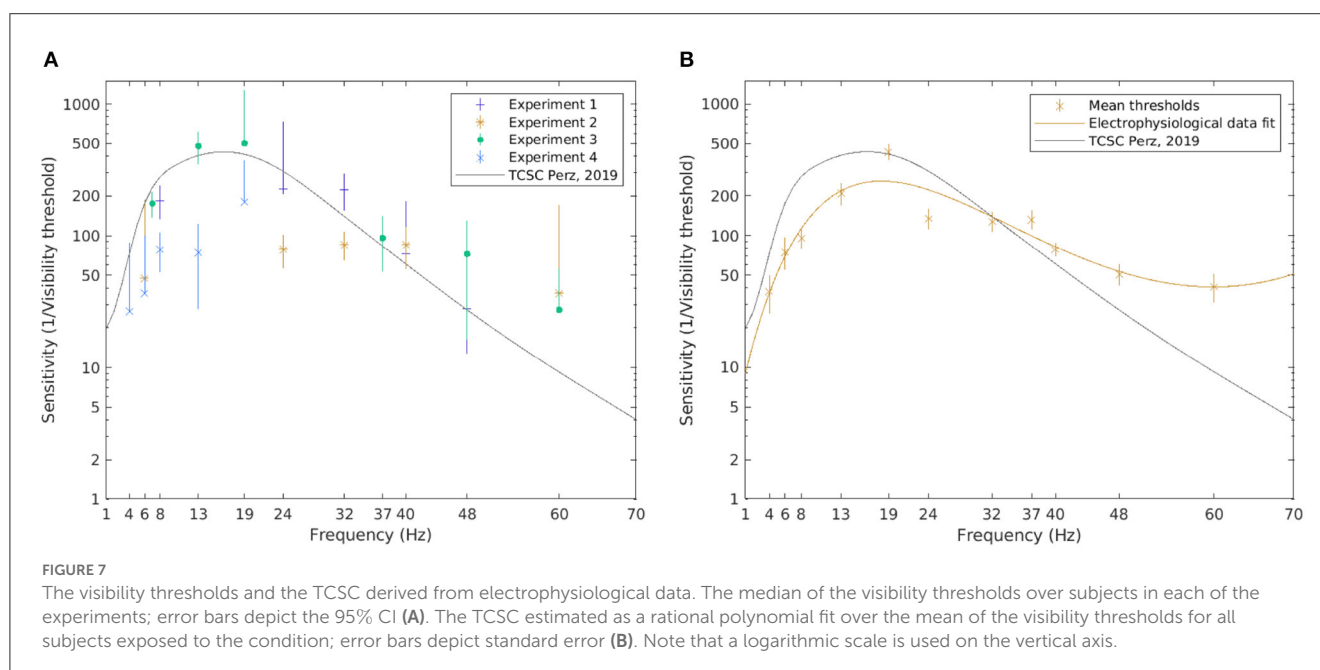 A
Sensitivity (1/Visibility threshold)
1000
500
200
100
50
20
10
5
2
1
1 4 6 8 13 19 24 32 37 40 48 60 70
Frequency (Hz)
Experiment 1
Experiment 2
Experiment 3
Experiment 4
TCSC Perz, 2019
B
Sensitivity (1/Visibility threshold)
1000
500
200
100
50
20
10
5
2
1
1 4 6 8 13 19 24 32 37 40 48 60 70
Frequency (Hz)
Mean thresholds
Electrophysiological data fit
TCSC Perz, 2019
FIGURE 7
The visibility thresholds and the TCSC derived from electrophysiological data. The median of the visibility thresholds over subjects in each of the
experiments; error bars depict the 95% CI (A). The TCSC estimated as a rational polynomial fit over the mean of the visibility thresholds for all
subjects exposed to the condition; error bars depict standard error (B). Note that a logarithmic scale is used on the vertical axis.